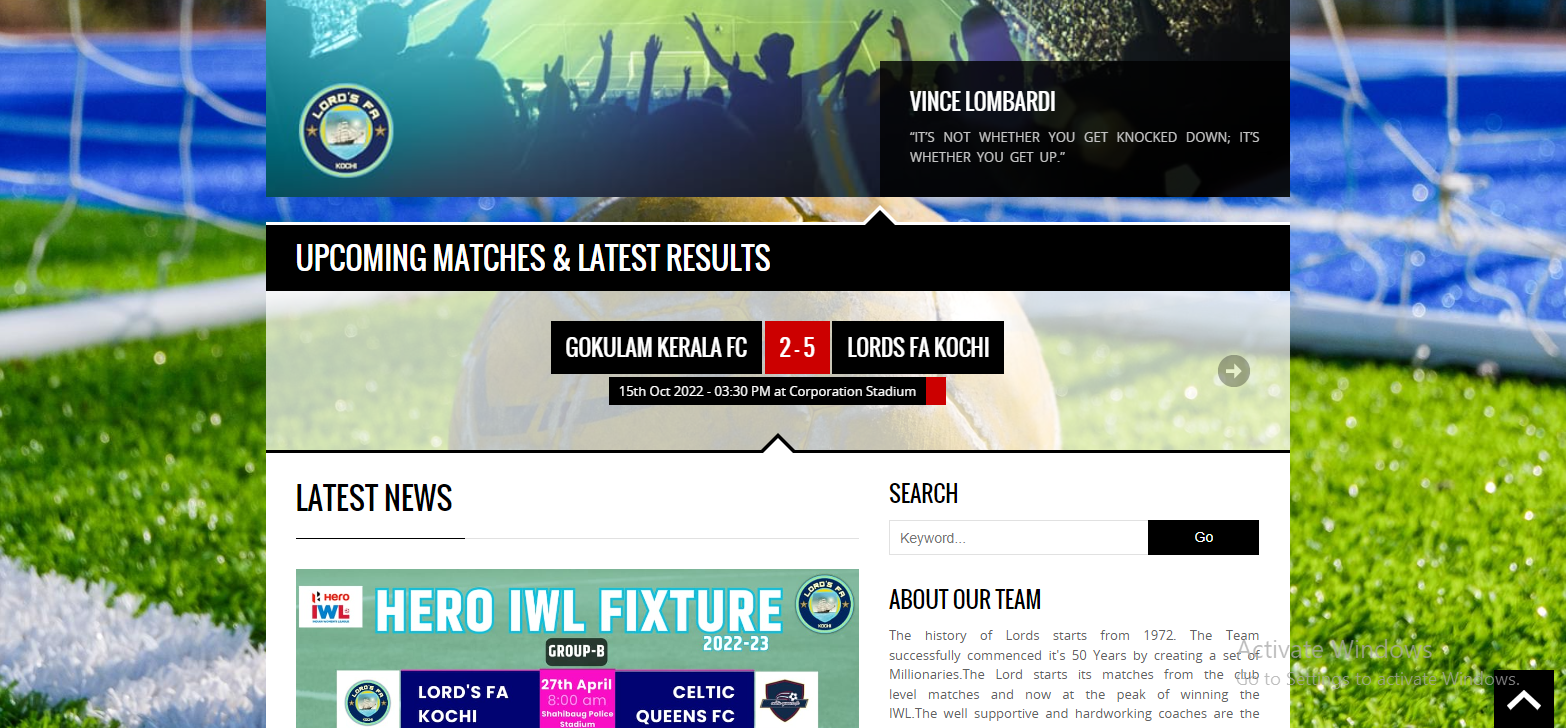 LORD'S FA
KOCHI
VINCE LOMBARDI
“IT’S NOT WHETHER YOU GET KNOCKED DOWN; IT’S
WHETHER YOU GET UP.”
UPCOMING MATCHES & LATEST RESULTS
GOKULAM KERALA FC
2 - 5
LORDS FA KOCHI
15th Oct 2022 - 03:30 PM at Corporation Stadium
LATEST NEWS
Hero
IWL
HERO IWL FIXTURE
2022-23
LORD'S FA
KOCHI
GROUP-B
LORD'S FA
KOCHI
27th April
8:00 am
Shahibaug Police
Stadium
CELTIC
QUEENS FC
SEARCH
Keyword...
Go
ABOUT OUR TEAM
The history of Lords starts from 1972. The Team
successfully commenced it's 50 Years by creating a set of
Millionaries.The Lord starts its matches from the club
level matches and now at the peak of winning the
IWL.The well supportive and hardworking coaches are the
Activate Windows
Go to Settings to activate Windows.